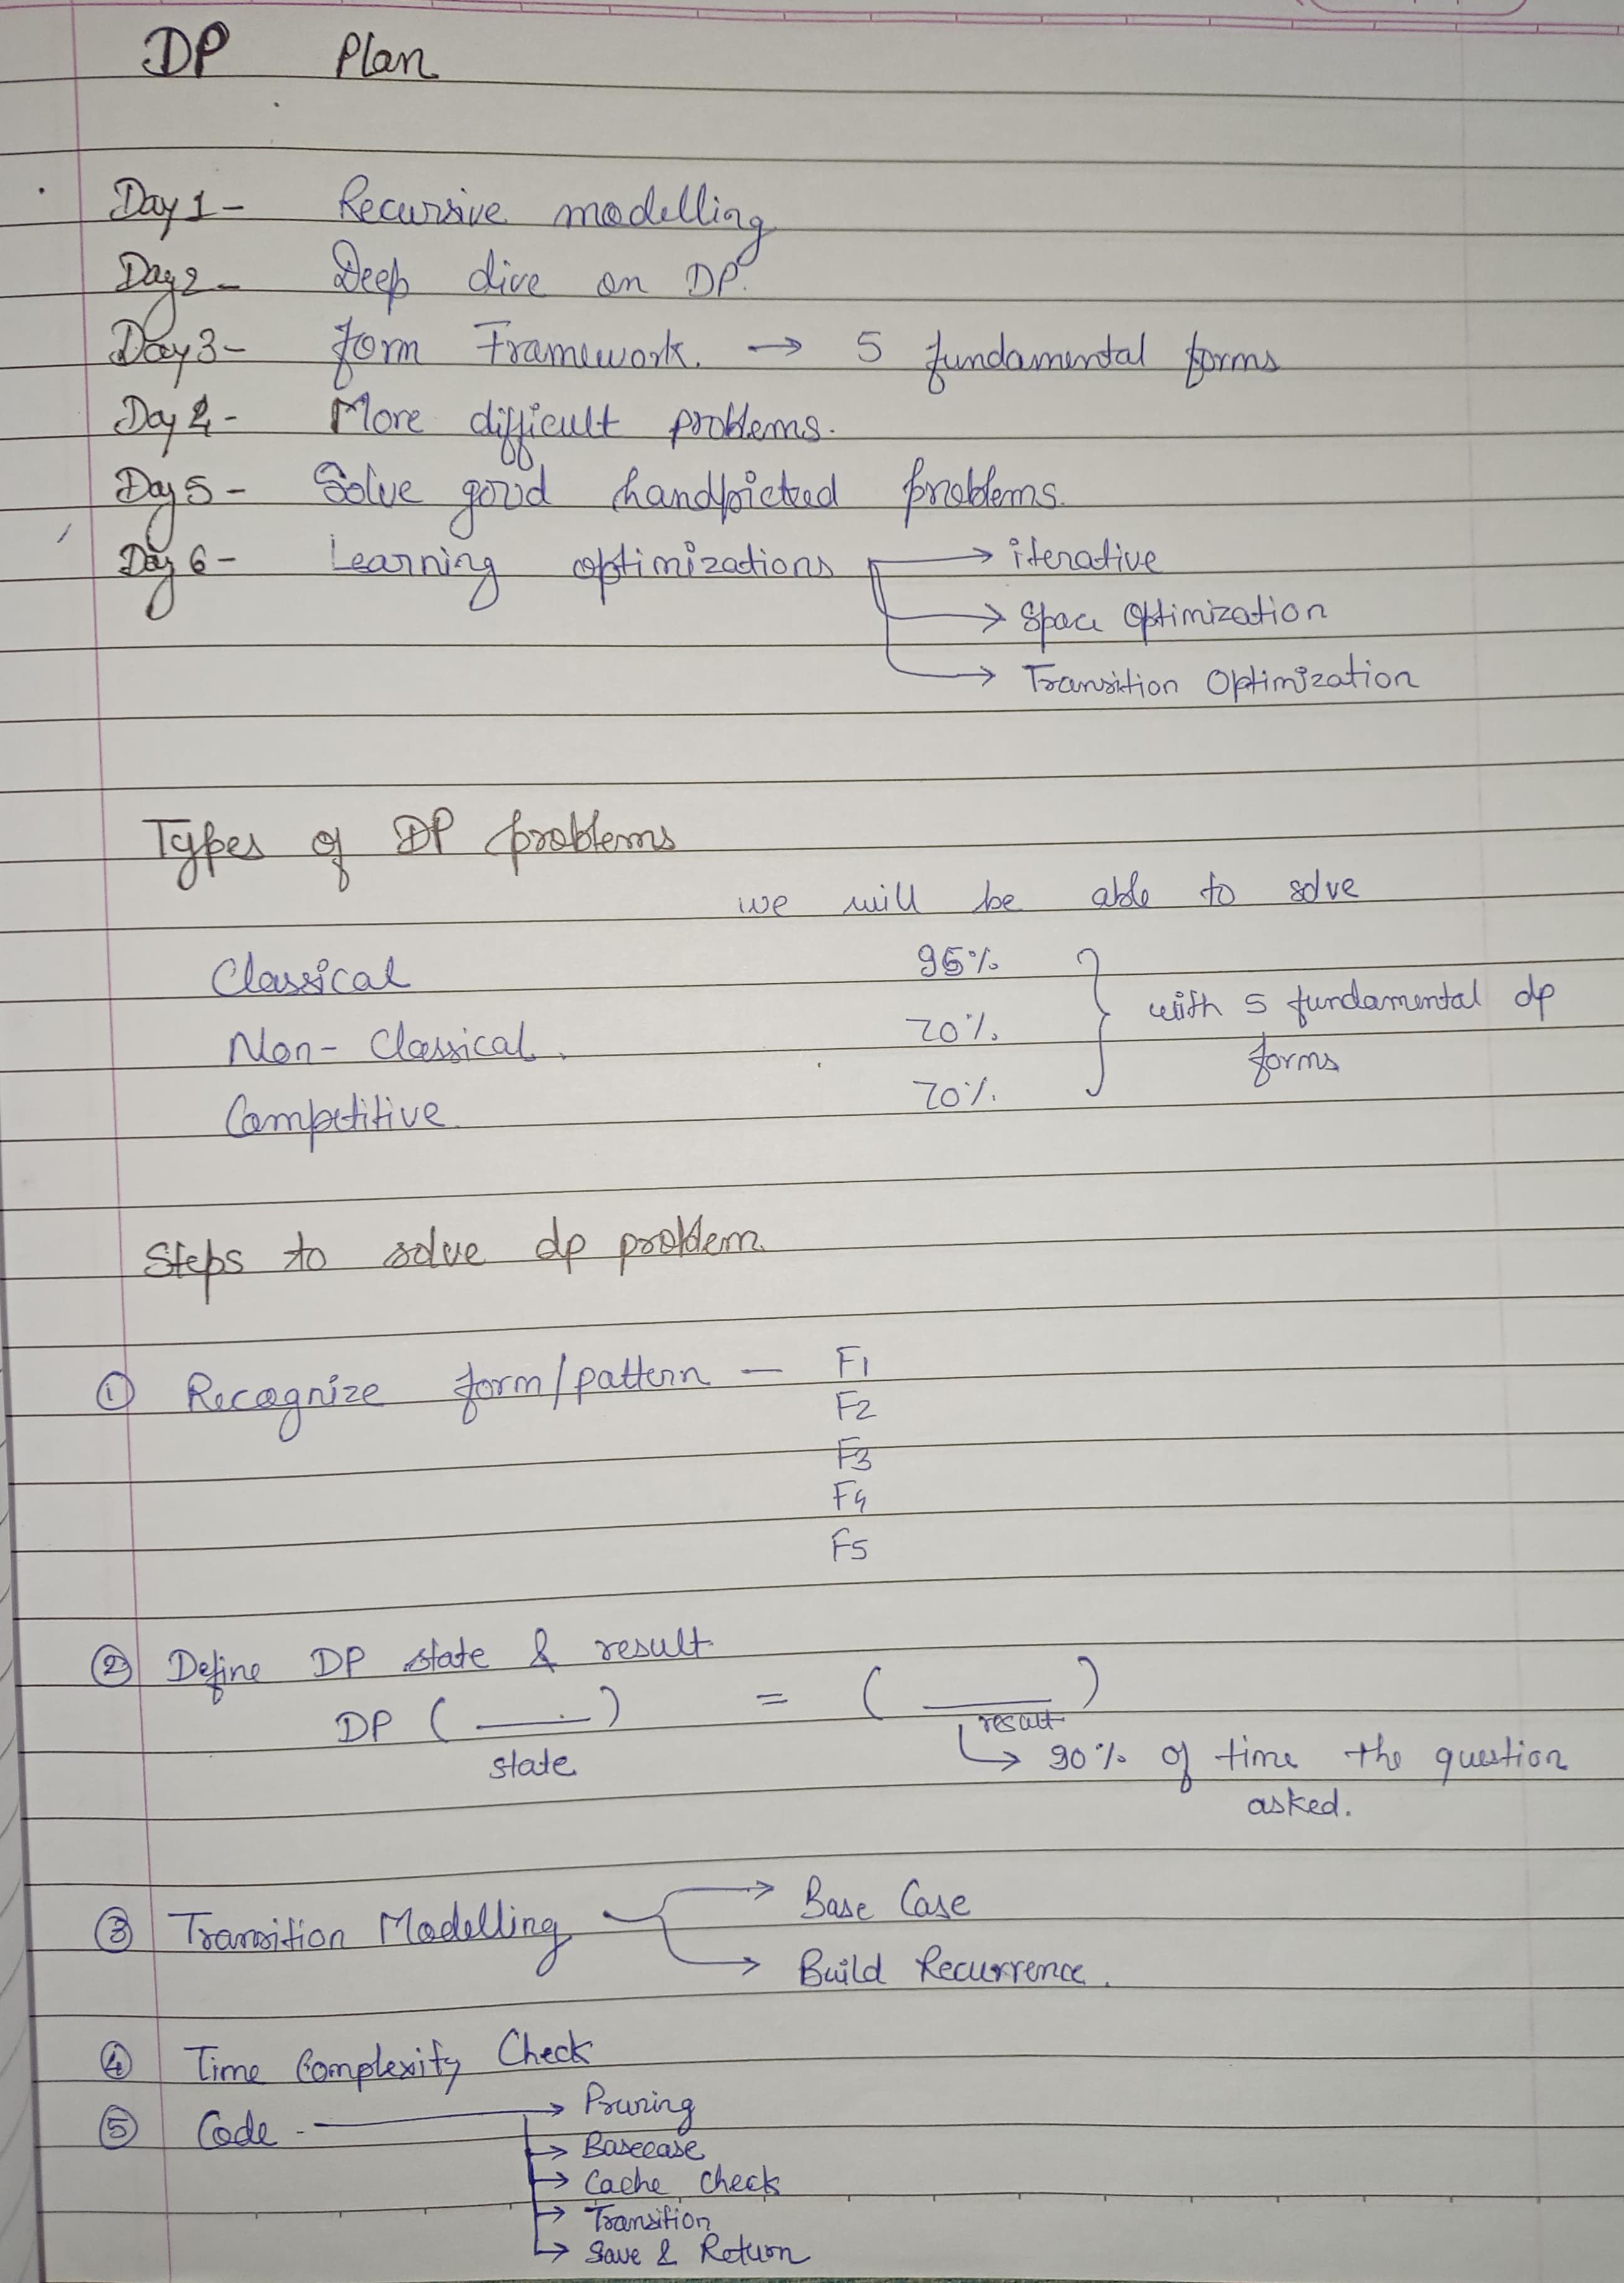 DP Plan
Day 1 - Recursive modelling
Day 2 - Deep dive on DP.
Day 3 - form Framework. → 5 fundamental forms
Day 4 - More difficult problems.
Day 5 - Solve good handpicked problems.
Day 6 - Learning optimizations → iterative
→ Space Optimization
→ Transition Optimization
Types of DP problems
we will be able to solve
Classical 95%
Non-Classical. 70% } with 5 fundamental dp
forms
Competitive. 70%
Steps to solve dp problem.
① Recognize form/pattern — F1
F2
F3
F4
F5
② Define DP state & result.
DP ( ___ ) = ( ___ )
state result
↳ 90% of time the question
asked.
③ Transition Modelling → Base Case
→ Build Recurrence.
④ Time Complexity Check
⑤ Code - → Pruning
→ Basecase
→ Cache Check
→ Transition
→ Save & Return